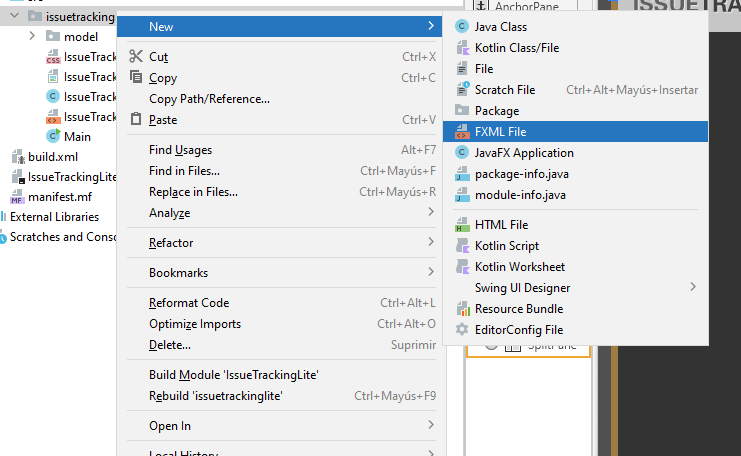 AnchorPane
ISSUETRA
issuetracking
model
IssueTrack
IssueTrack
IssueTrack
IssueTrack
Main
build.xml
IssueTrackingLite
manifest.mf
External Libraries
Scratches and Conso
New
Cut Ctrl+X
Copy Ctrl+C
Copy Path/Reference...
Paste Ctrl+V
Find Usages Alt+F7
Find in Files... Ctrl+Mayús+F
Replace in Files... Ctrl+Mayús+R
Analyze
Refactor
Bookmarks
Reformat Code Ctrl+Alt+L
Optimize Imports Ctrl+Alt+O
Delete... Suprimir
Build Module 'IssueTrackingLite'
Rebuild 'issuetrackinglite' Ctrl+Mayús+F9
Open In
Local History
Java Class
Kotlin Class/File
File
Scratch File Ctrl+Alt+Mayús+Insertar
Package
FXML File
JavaFX Application
package-info.java
module-info.java
HTML File
Kotlin Script
Kotlin Worksheet
Swing UI Designer
Resource Bundle
EditorConfig File
SplitPane